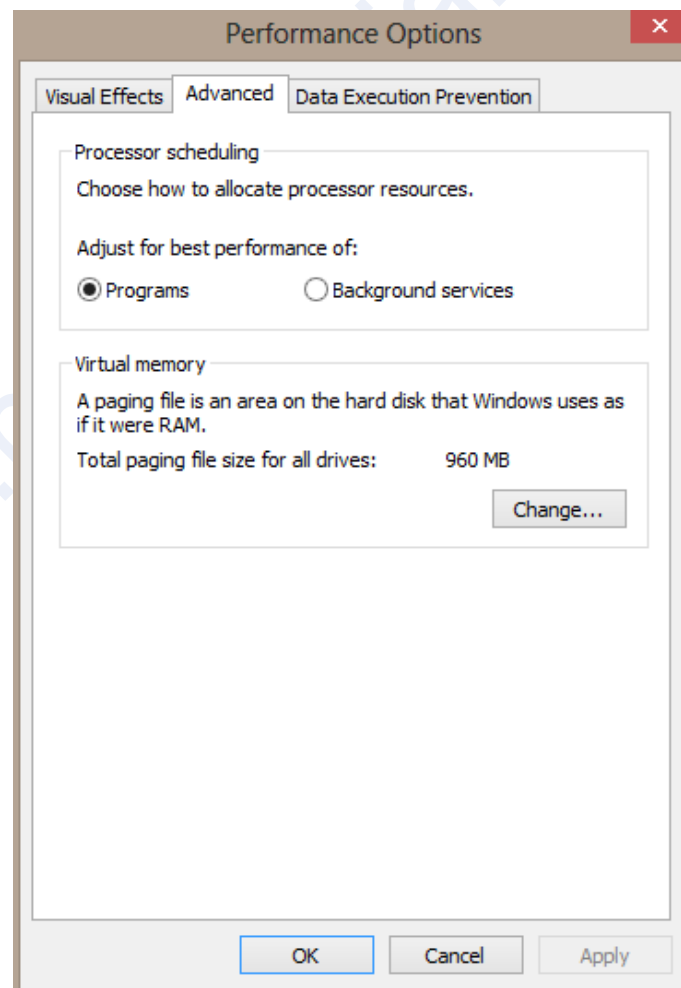 Performance Options
Visual Effects
Advanced
Data Execution Prevention
Processor scheduling
Choose how to allocate processor resources.
Adjust for best performance of:
Programs
Background services
Virtual memory
A paging file is an area on the hard disk that Windows uses as
if it were RAM.
Total paging file size for all drives: 960 MB
Change...
OK
Cancel
Apply